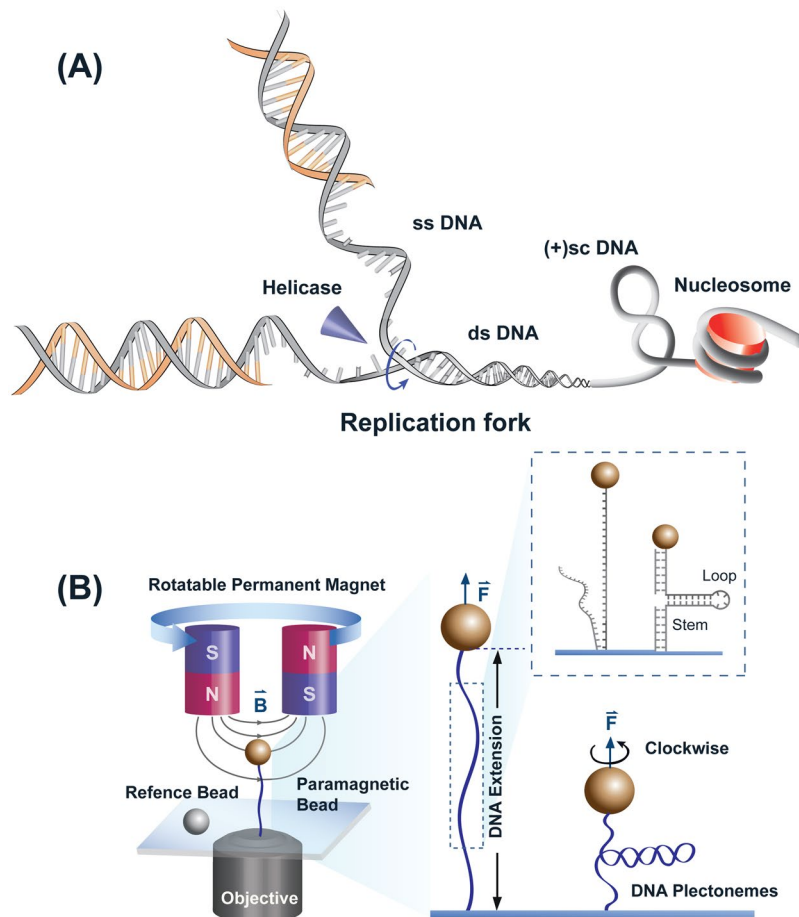 (A)
ss DNA
(+)sc DNA
Helicase
Nucleosome
ds DNA
Replication fork
(B)
Rotatable Permanent Magnet
S
N
N
S
B
Refence Bead
Paramagnetic
Bead
Objective
F
DNA Extension
Loop
Stem
F
Clockwise
DNA Plectonemes